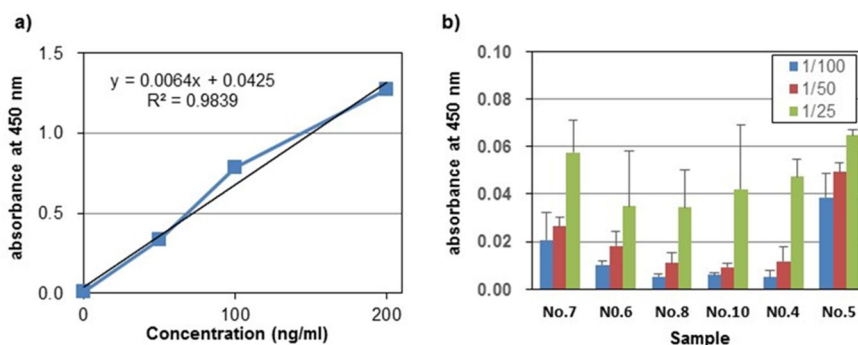 a)
absorbance at 450 nm
1.5
1.0
0.5
0.0
y = 0.0064x + 0.0425
R² = 0.9839
0
100
200
Concentration (ng/ml)
b)
absorbance at 450 nm
0.10
0.08
0.06
0.04
0.02
0.00
1/100
1/50
1/25
No.7
N0.6
No.8
No.10
N0.4
No.5
Sample